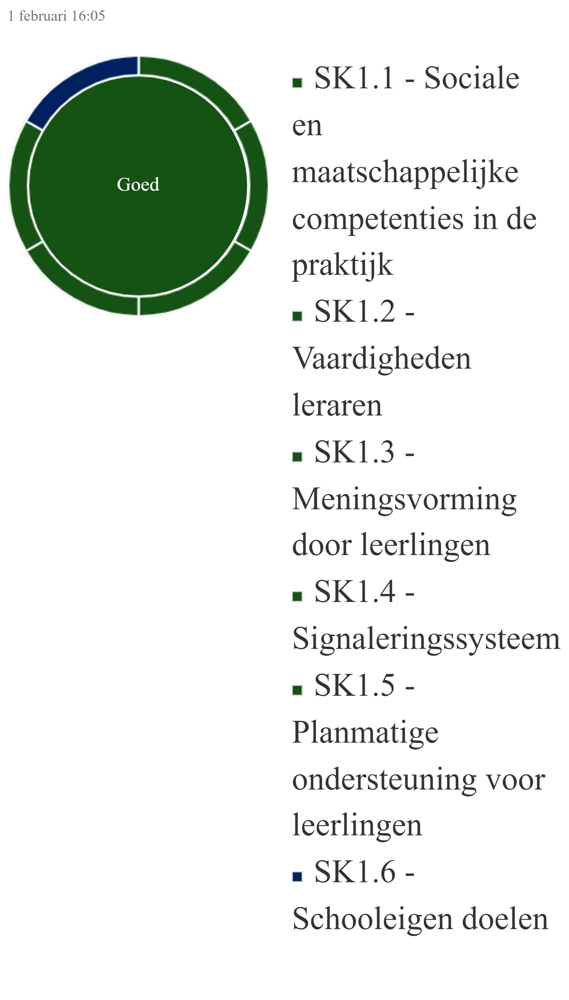 1 februari 16:05
Goed
SK1.1 - Sociale
en
maatschappelijke
competenties in de
praktijk
SK1.2 -
Vaardigheden
leraren
SK1.3 -
Meningsvorming
door leerlingen
SK1.4 -
Signaleringssysteem
SK1.5 -
Planmatige
ondersteuning voor
leerlingen
SK1.6 -
Schooleigen doelen